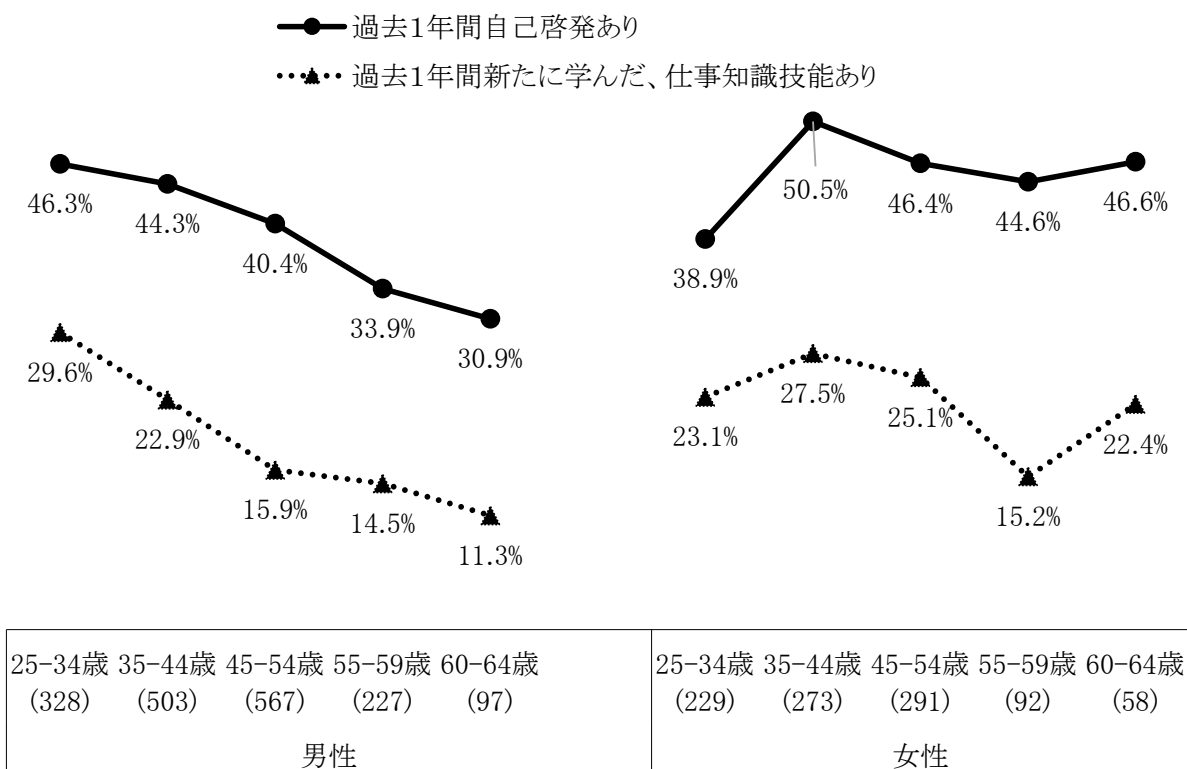 過去1年間自己啓発あり
過去1年間新たに学んだ、仕事知識技能あり
46.3%
44.3%
40.4%
33.9%
30.9%
29.6%
22.9%
15.9%
14.5%
11.3%
38.9%
50.5%
46.4%
44.6%
46.6%
23.1%
27.5%
25.1%
15.2%
22.4%
25-34歳 35-44歳 45-54歳 55-59歳 60-64歳
(328) (503) (567) (227) (97)
男性
25-34歳 35-44歳 45-54歳 55-59歳 60-64歳
(229) (273) (291) (92) (58)
女性